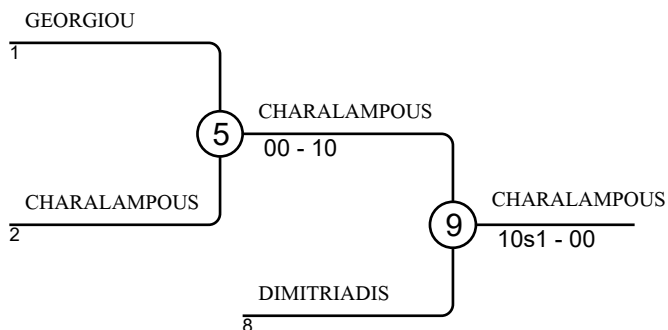 GEORGIOU
1
5
CHARALAMPOUS
00 - 10
CHARALAMPOUS
2
9
CHARALAMPOUS
10s1 - 00
DIMITRIADIS
8